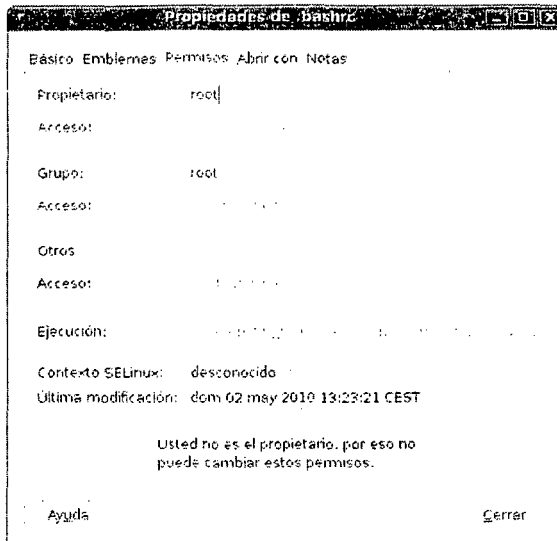 Propiedades de .bashrc
Básico Emblemas Permisos Abrir con Notas
Propietario: root
Acceso:
Grupo: root
Acceso:
Otros
Acceso:
Ejecución:
Contexto SELinux: desconocido
Última modificación: dom 02 may 2010 13:23:21 CEST
Usted no es el propietario, por eso no
puede cambiar estos permisos.
Ayuda Cerrar